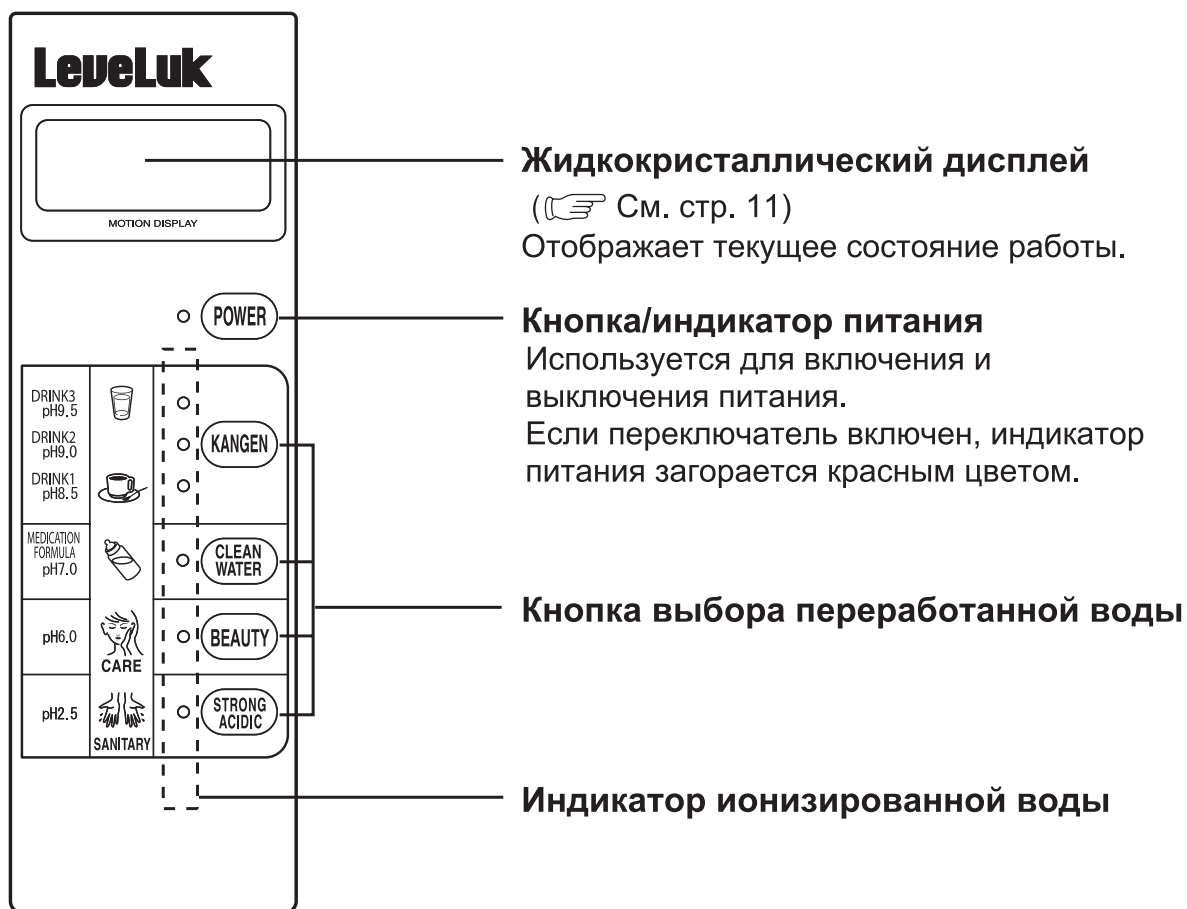 LeveLuk
MOTION DISPLAY
Жидкокристаллический дисплей
(☞ См. стр. 11)
Отображает текущее состояние работы.
POWER
Кнопка/индикатор питания
Используется для включения и
выключения питания.
Если переключатель включен, индикатор
питания загорается красным цветом.
DRINK3
pH9.5
DRINK2
pH9.0
DRINK1
pH8.5
KANGEN
MEDICATION
FORMULA
pH7.0
CLEAN
WATER
pH6.0
CARE
BEAUTY
pH2.5
SANITARY
STRONG
ACIDIC
Кнопка выбора переработанной воды
Индикатор ионизированной воды